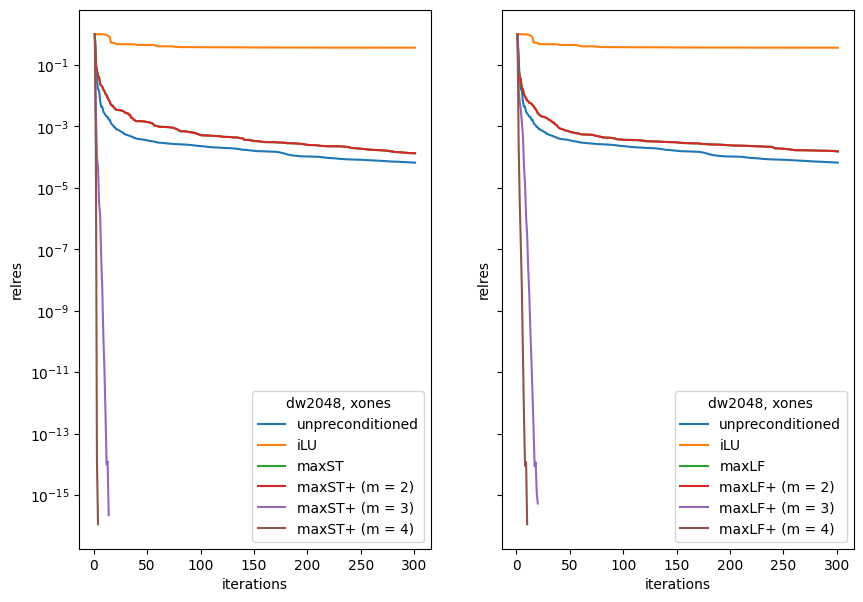 10⁻¹
10⁻³
10⁻⁵
10⁻⁷
10⁻⁹
10⁻¹¹
10⁻¹³
10⁻¹⁵
relres
0 50 100 150 200 250 300
iterations
dw2048, xones
unpreconditioned
iLU
maxST
maxST+ (m = 2)
maxST+ (m = 3)
maxST+ (m = 4)
relres
0 50 100 150 200 250 300
iterations
dw2048, xones
unpreconditioned
iLU
maxLF
maxLF+ (m = 2)
maxLF+ (m = 3)
maxLF+ (m = 4)